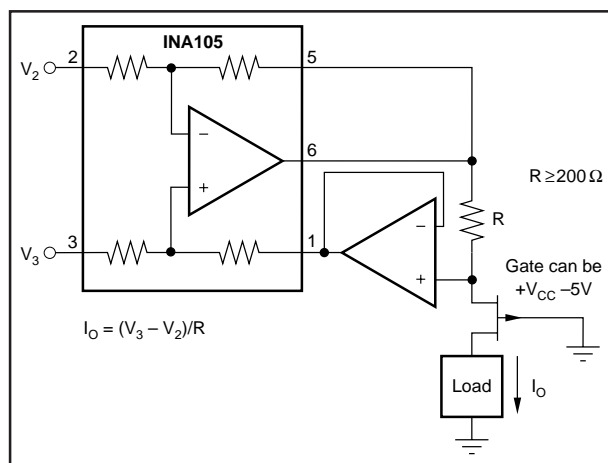 INA105
2
5
V2
–
6
R ≥200 Ω
+
–
R
V3
3
1
+
Gate can be
+VCC –5V
IO = (V3 – V2)/R
Load
IO